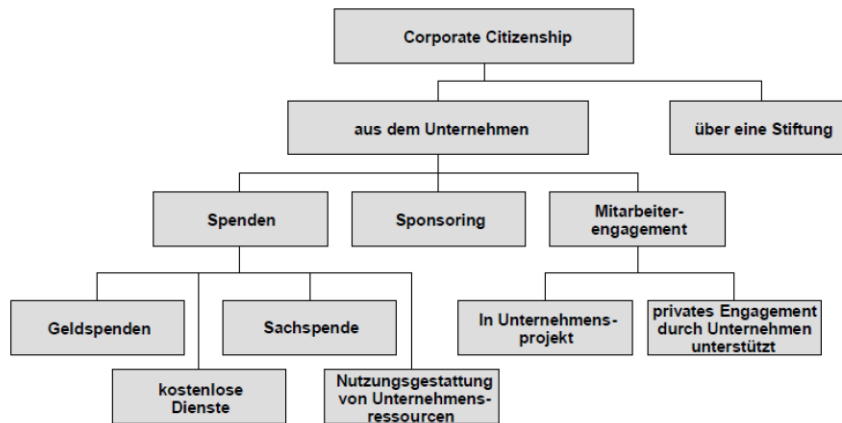 Corporate Citizenship
aus dem Unternehmen
über eine Stiftung
Spenden
Sponsoring
Mitarbeiter-
engagement
Geldspenden
Sachspende
In Unternehmens-
projekt
privates Engagement
durch Unternehmen
unterstützt
kostenlose
Dienste
Nutzungsgestattung
von Unternehmens-
ressourcen